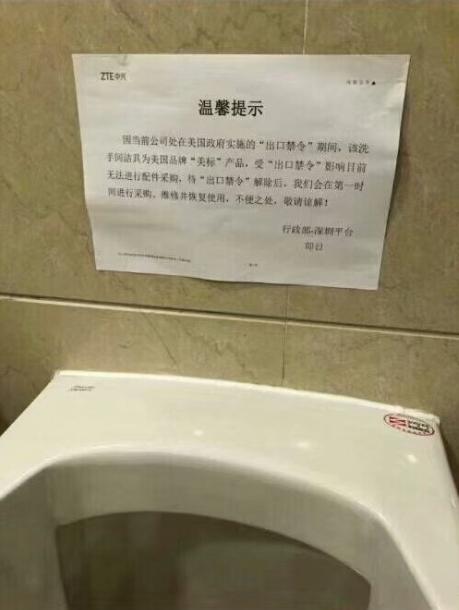 ZTE中兴
温馨提示
因当前公司处在美国政府实施的“出口禁令”期间，该洗
手间洁具为美国品牌“美标”产品，受“出口禁令”影响目前
无法进行配件采购，待“出口禁令”解除后，我们会在第一时
间进行采购、维修并恢复使用，不便之处，敬请谅解！
行政部-深圳平台
即日